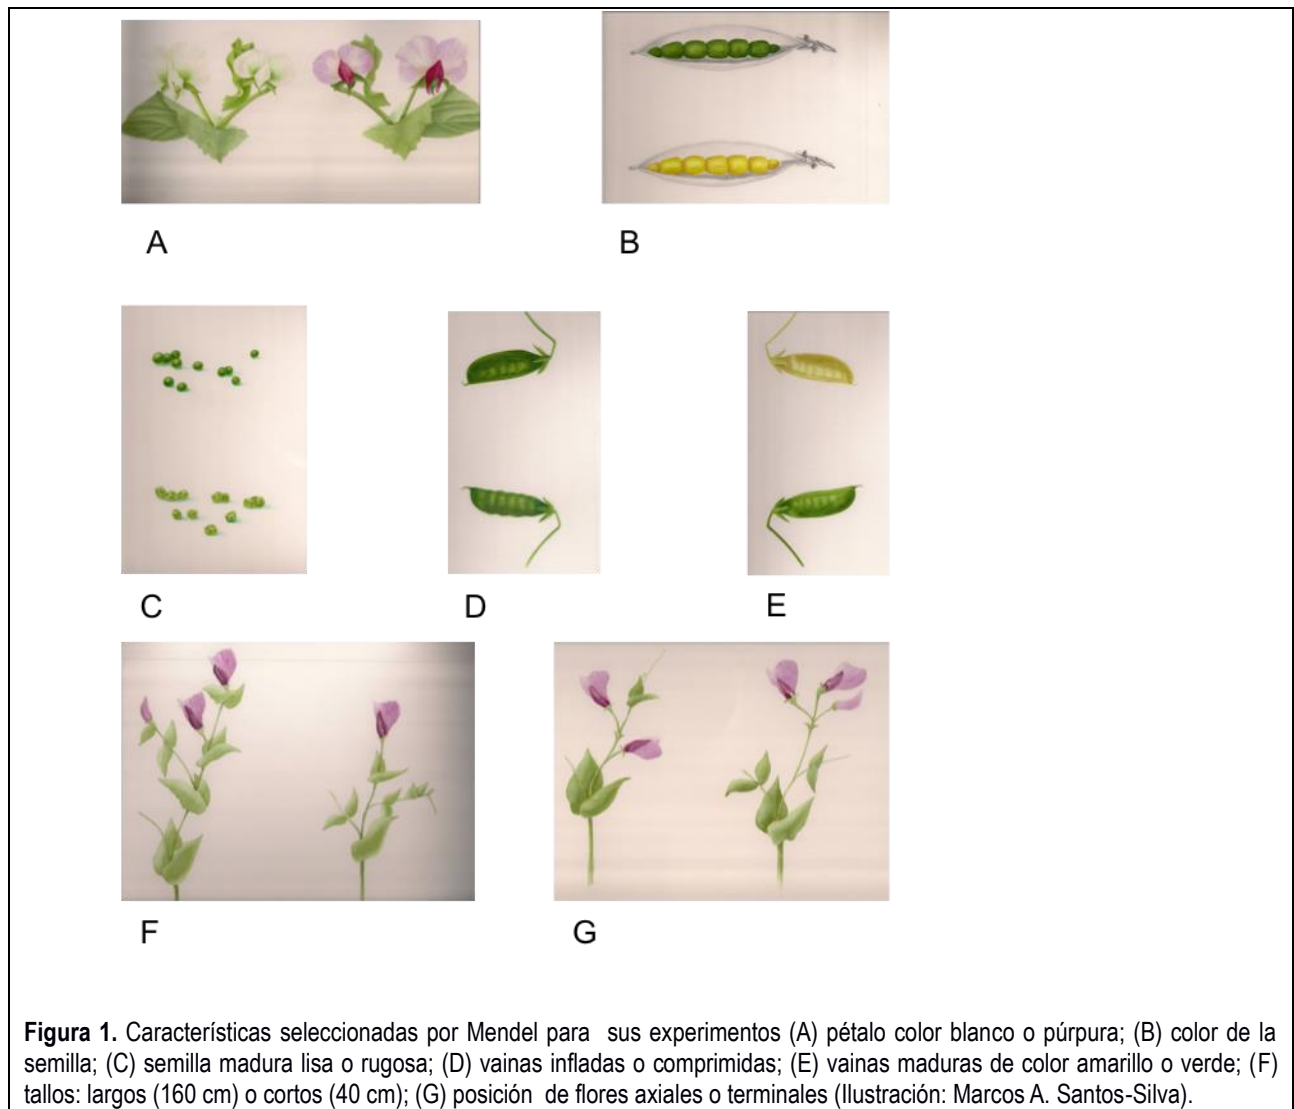 A
B
C
D
E
F
G
Figura 1. Características seleccionadas por Mendel para sus experimentos (A) pétalo color blanco o púrpura; (B) color de la
semilla; (C) semilla madura lisa o rugosa; (D) vainas infladas o comprimidas; (E) vainas maduras de color amarillo o verde; (F)
tallos: largos (160 cm) o cortos (40 cm); (G) posición de flores axiales o terminales (Ilustración: Marcos A. Santos-Silva).